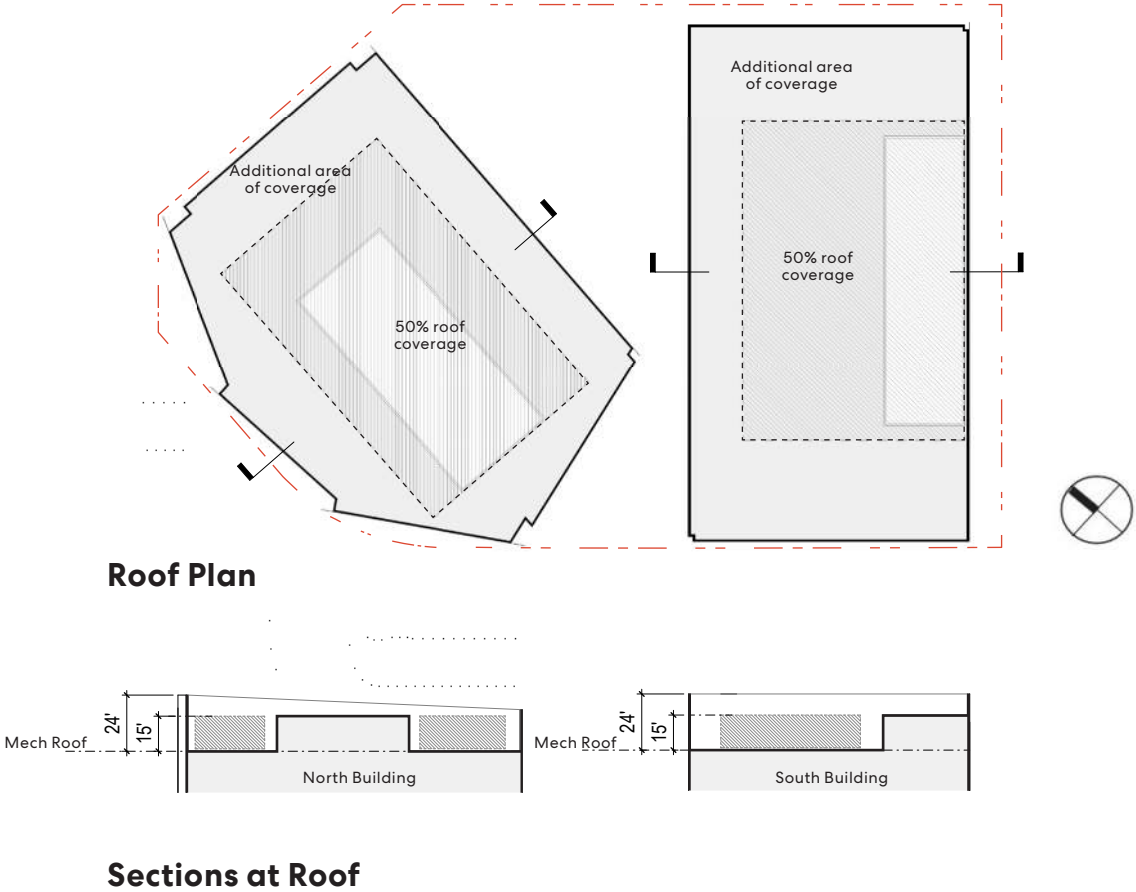 Additional area
of coverage
Additional area
of coverage
50% roof
coverage
50% roof
coverage
Roof Plan
24'
15'
Mech Roof
North Building
24'
15'
Mech Roof
South Building
Sections at Roof